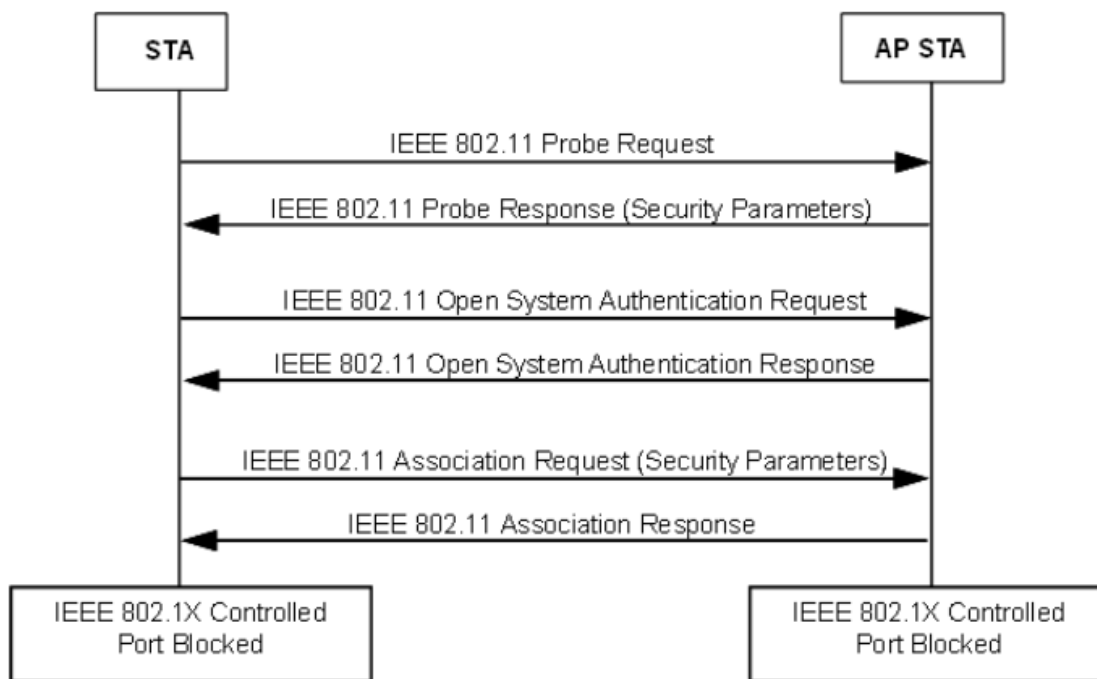 STA
AP STA
IEEE 802.11 Probe Request
IEEE 802.11 Probe Response (Security Parameters)
IEEE 802.11 Open System Authentication Request
IEEE 802.11 Open System Authentication Response
IEEE 802.11 Association Request (Security Parameters)
IEEE 802.11 Association Response
IEEE 802.1X Controlled
Port Blocked
IEEE 802.1X Controlled
Port Blocked